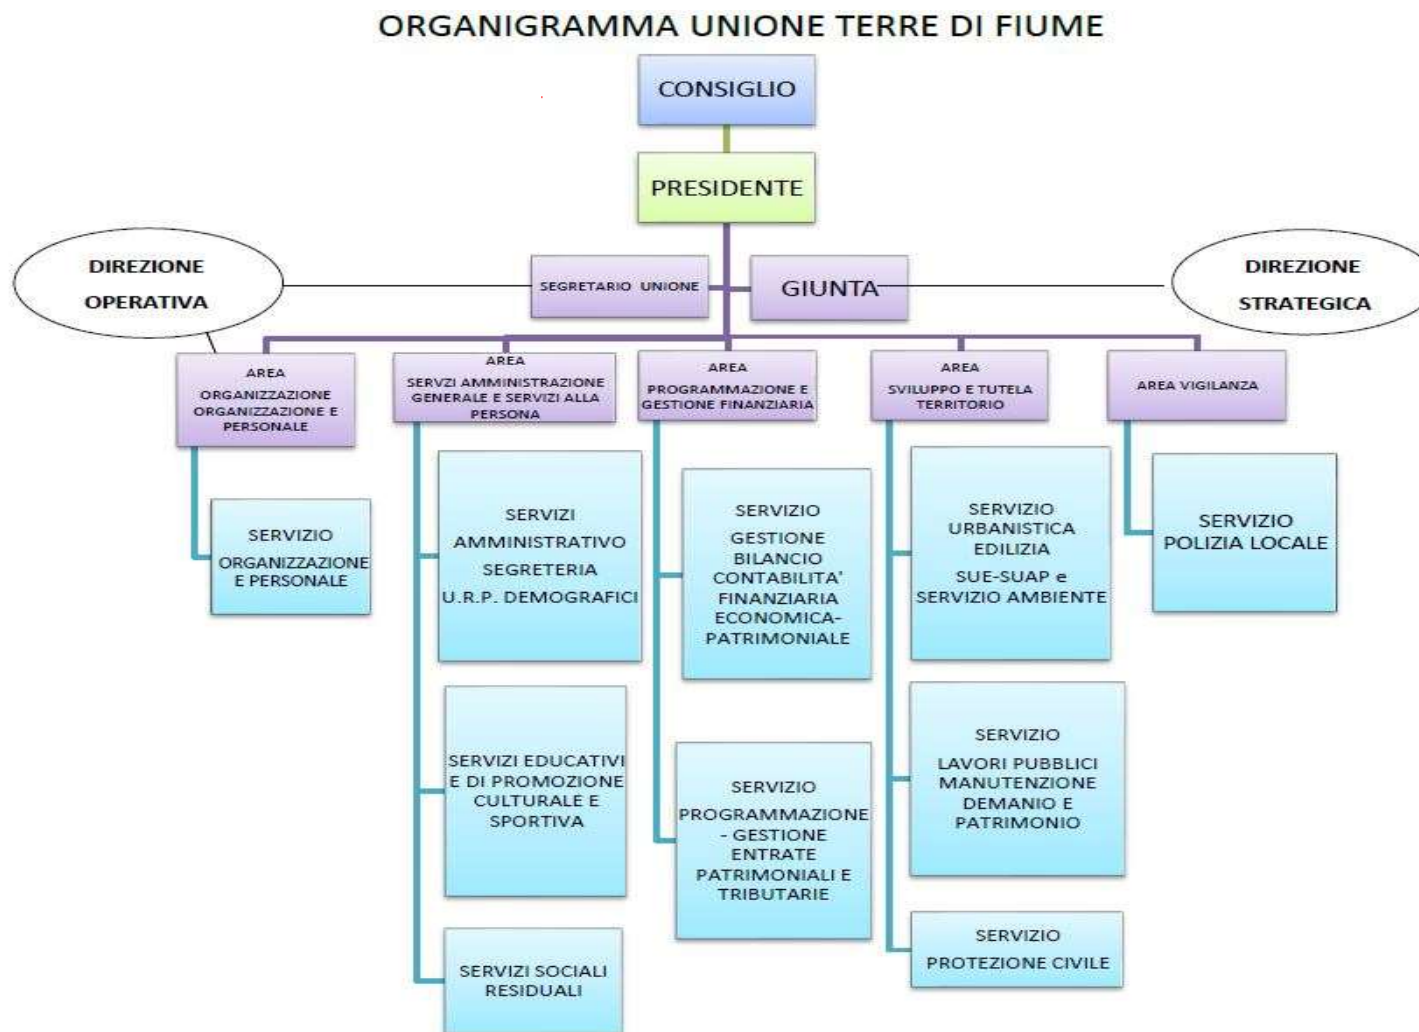 ORGANIGRAMMA UNIONE TERRE DI FIUME
CONSIGLIO
PRESIDENTE
DIREZIONE
OPERATIVA
SEGRETARIO UNIONE
GIUNTA
DIREZIONE
STRATEGICA
AREA
ORGANIZZAZIONE
ORGANIZZAZIONE E
PERSONALE
AREA
SERVZI AMMINISTRAZIONE
GENERALE E SERVIZI ALLA
PERSONA
AREA
PROGRAMMAZIONE E
GESTIONE FINANZIARIA
AREA
SVILUPPO E TUTELA
TERRITORIO
AREA VIGILANZA
SERVIZIO
ORGANIZZAZIONE
E PERSONALE
SERVIZI
AMMINISTRATIVO
SEGRETERIA
U.R.P. DEMOGRAFICI
SERVIZI EDUCATIVI
E DI PROMOZIONE
CULTURALE E
SPORTIVA
SERVIZI SOCIALI
RESIDUALI
SERVIZIO
GESTIONE
BILANCIO
CONTABILITA'
FINANZIARIA
ECONOMICA-
PATRIMONIALE
SERVIZIO
PROGRAMMAZIONE
- GESTIONE
ENTRATE
PATRIMONIALI E
TRIBUTARIE
SERVIZIO
URBANISTICA
EDILIZIA
SUE-SUAP e
SERVIZIO AMBIENTE
SERVIZIO
LAVORI PUBBLICI
MANUTENZIONE
DEMANIO E
PATRIMONIO
SERVIZIO
PROTEZIONE CIVILE
SERVIZIO
POLIZIA LOCALE